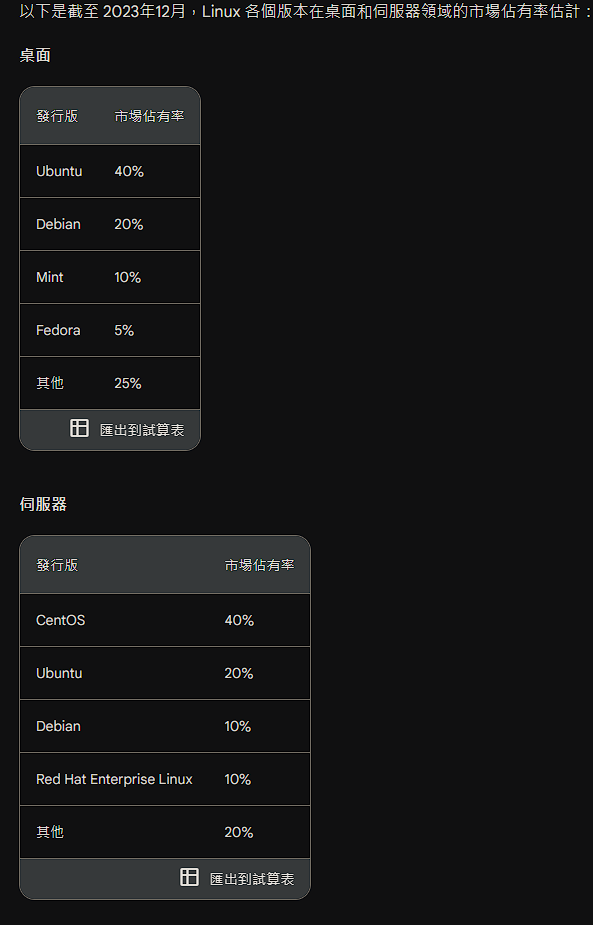 以下是截至 2023年12月，Linux 各個版本在桌面和伺服器領域的市場佔有率估計：
桌面
發行版 市場佔有率
Ubuntu 40%
Debian 20%
Mint 10%
Fedora 5%
其他 25%
匯出到試算表
伺服器
發行版 市場佔有率
CentOS 40%
Ubuntu 20%
Debian 10%
Red Hat Enterprise Linux 10%
其他 20%
匯出到試算表